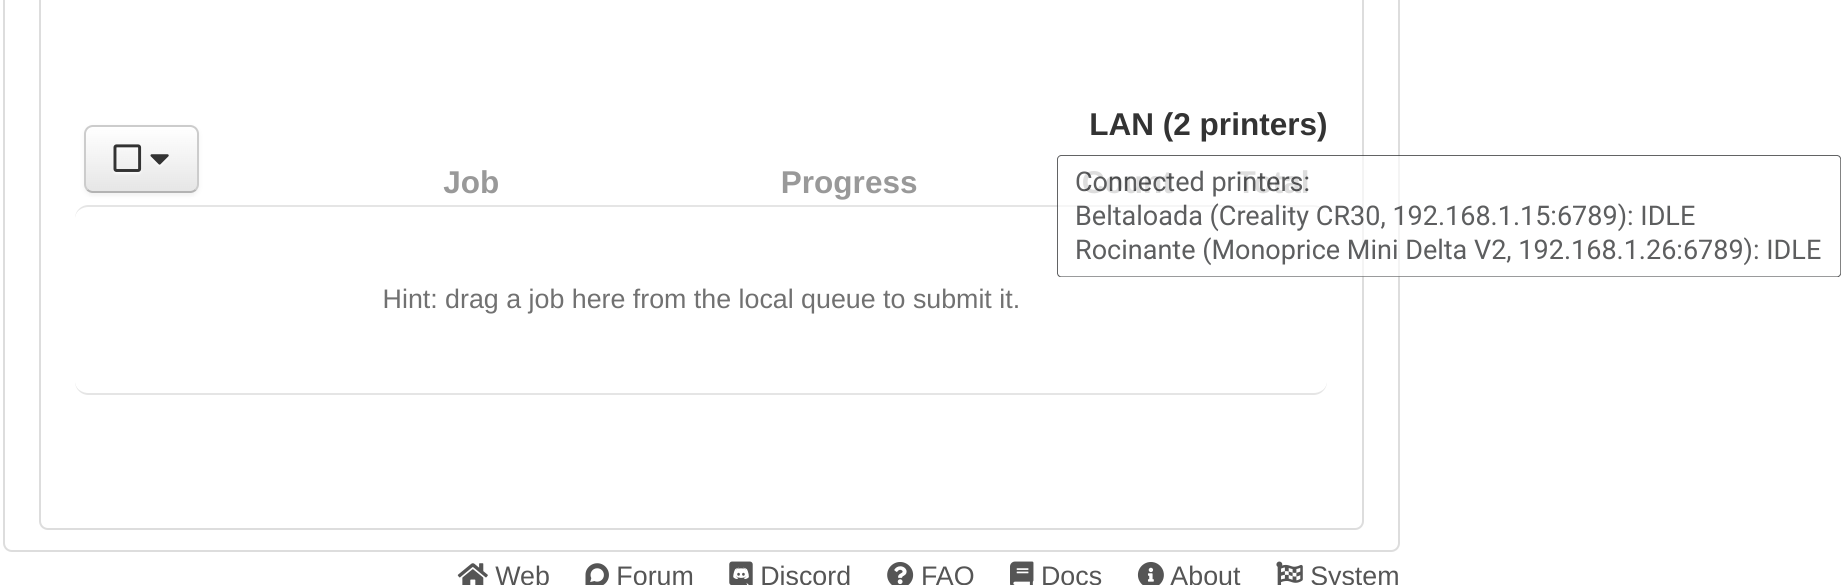 LAN (2 printers)
Job Progress Count Total
Connected printers:
Beltaloada (Creality CR30, 192.168.1.15:6789): IDLE
Rocinante (Monoprice Mini Delta V2, 192.168.1.26:6789): IDLE
Hint: drag a job here from the local queue to submit it.
Web Forum Discord FAQ Docs About System